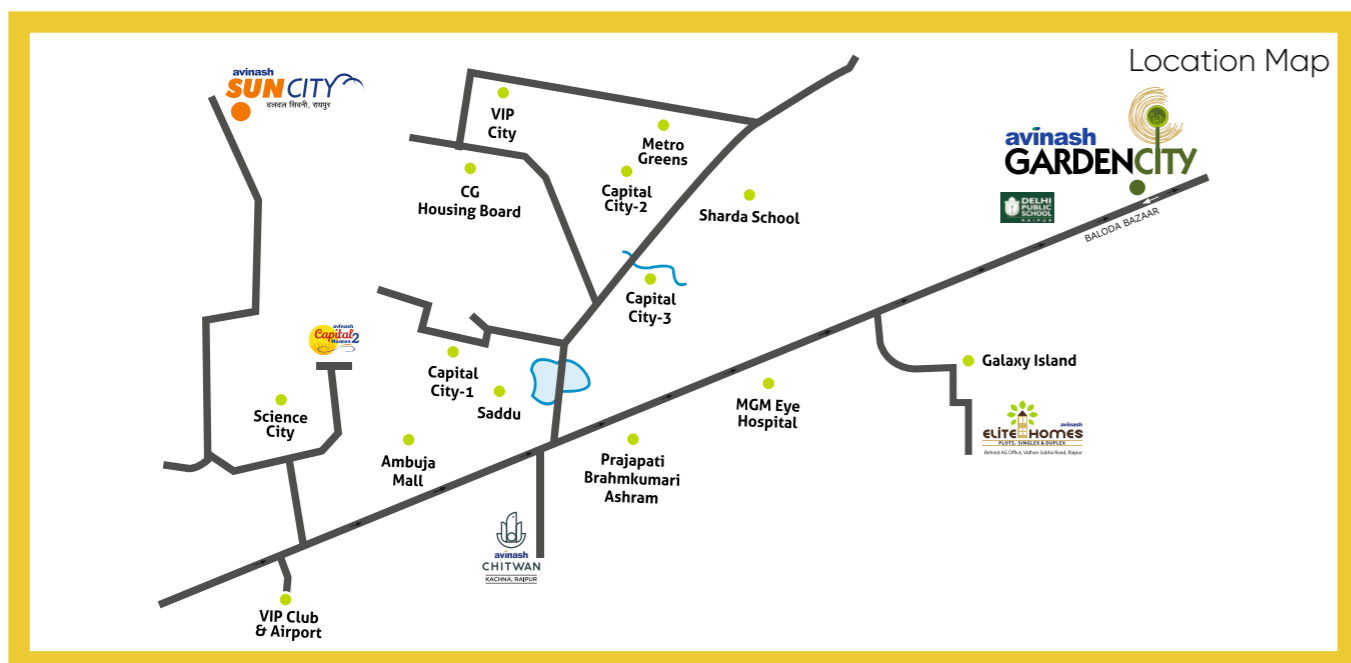 Location Map
avinash
SUN CITY
दलदल सिवनी, रायपुर
VIP
City
Metro
Greens
CG
Housing Board
Capital
City-2
Sharda School
avinash
GARDENCITY
DELHI
PUBLIC
SCHOOL
RAIPUR
BALODA BAZAAR
Capital
City-3
avinash
Capital 2
Homes
Capital
City-1
Saddu
Science
City
Galaxy Island
MGM Eye
Hospital
avinash
ELITE HOMES
PLOTS, SINGLEX & DUPLEX
Behind AG Office, Vidhan Sabha Road, Raipur
Ambuja
Mall
Prajapati
Brahmkumari
Ashram
avinash
CHITWAN
KACHNA, RAIPUR
VIP Club
& Airport